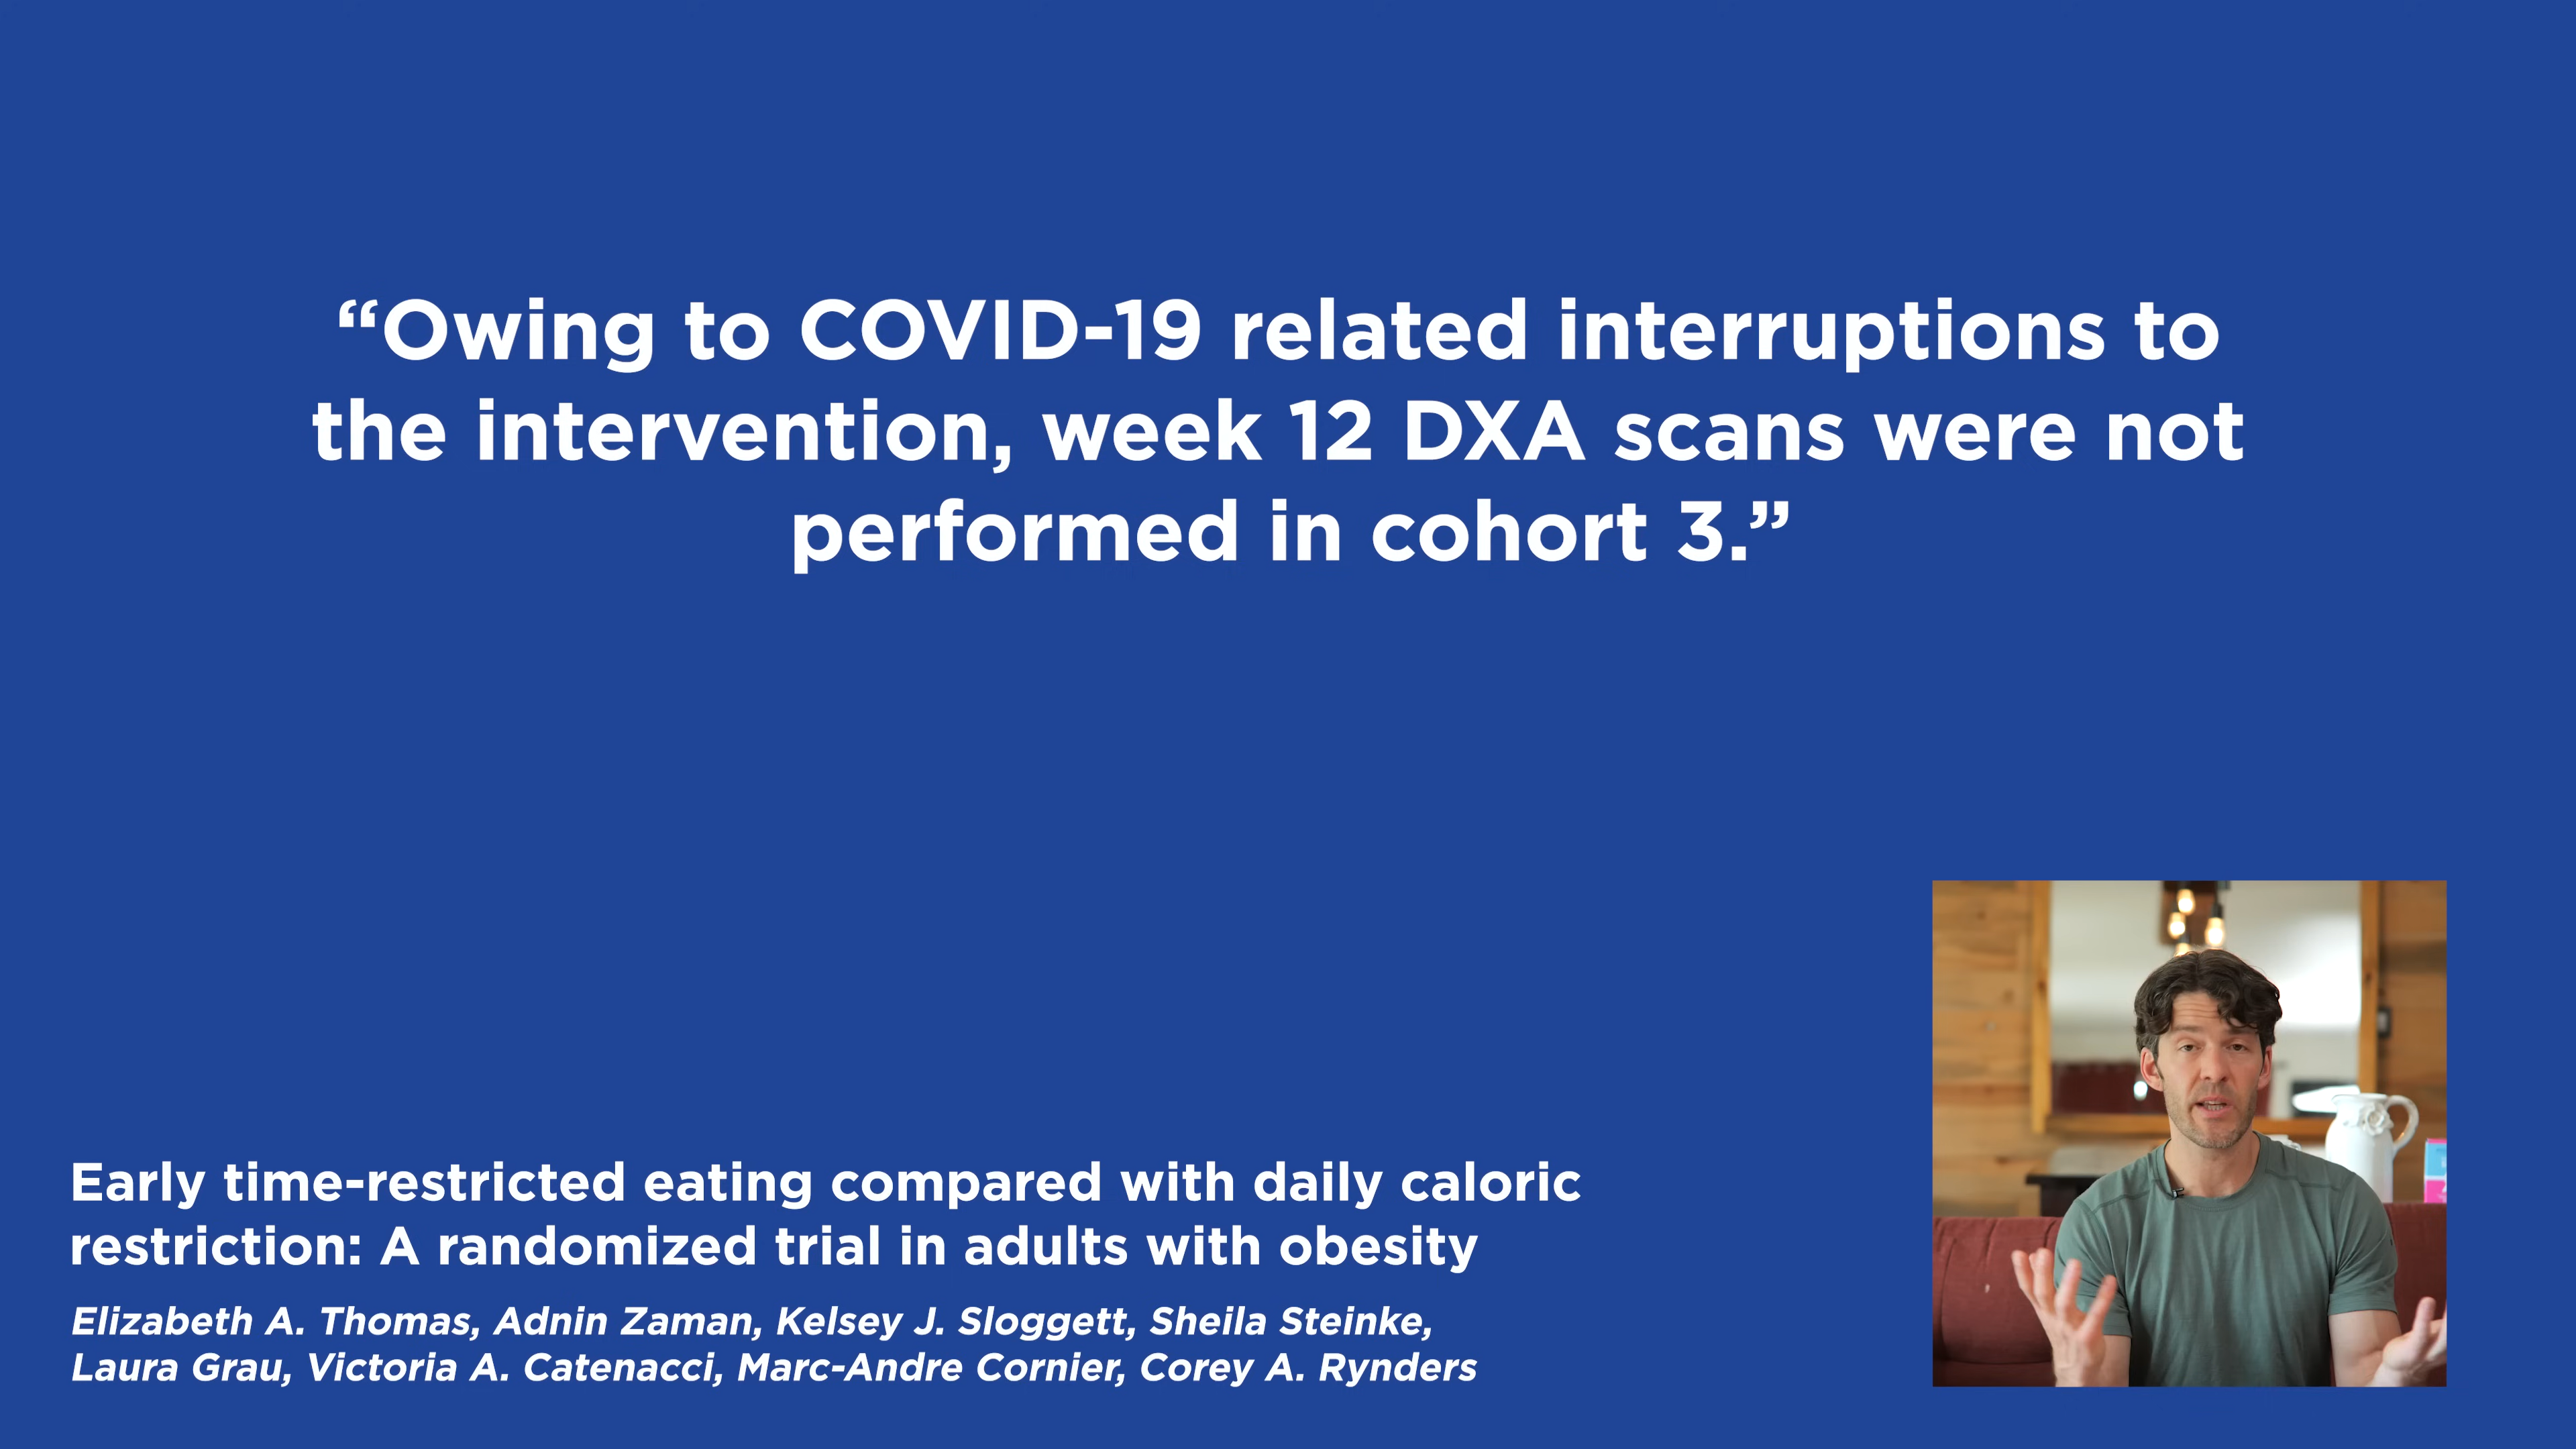 “Owing to COVID-19 related interruptions to
the intervention, week 12 DXA scans were not
performed in cohort 3.”
Early time-restricted eating compared with daily caloric
restriction: A randomized trial in adults with obesity
Elizabeth A. Thomas, Adnin Zaman, Kelsey J. Sloggett, Sheila Steinke,
Laura Grau, Victoria A. Catenacci, Marc-Andre Cornier, Corey A. Rynders